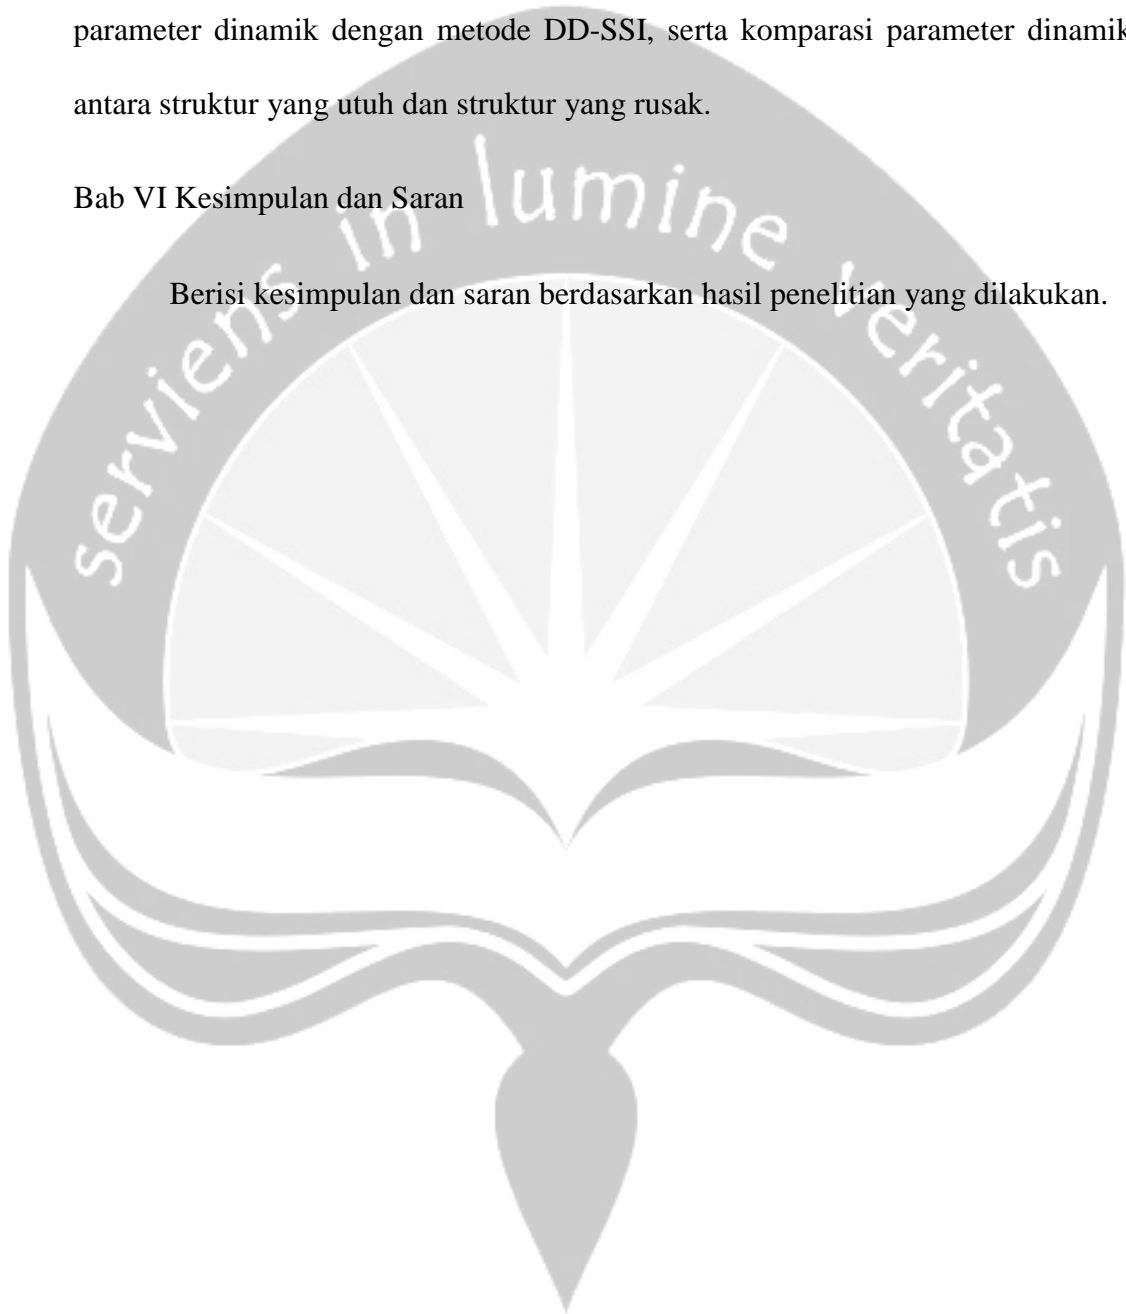 parameter dinamik dengan metode DD-SSI, serta komparasi parameter dinamik
antara struktur yang utuh dan struktur yang rusak.
Bab VI Kesimpulan dan Saran
Berisi kesimpulan dan saran berdasarkan hasil penelitian yang dilakukan.
serviens in lumine veritatis